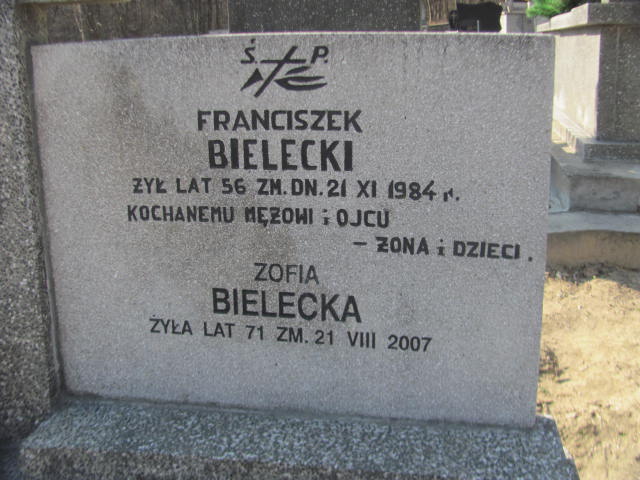 Ś. P.
FRANCISZEK
BIELECKI
ŻYŁ LAT 56 ZM. DN. 21 XI 1984 r.
KOCHANEMU MĘŻOWI i OJCU
– ŻONA i DZIECI.
ZOFIA
BIELECKA
ŻYŁA LAT 71 ZM. 21 VIII 2007